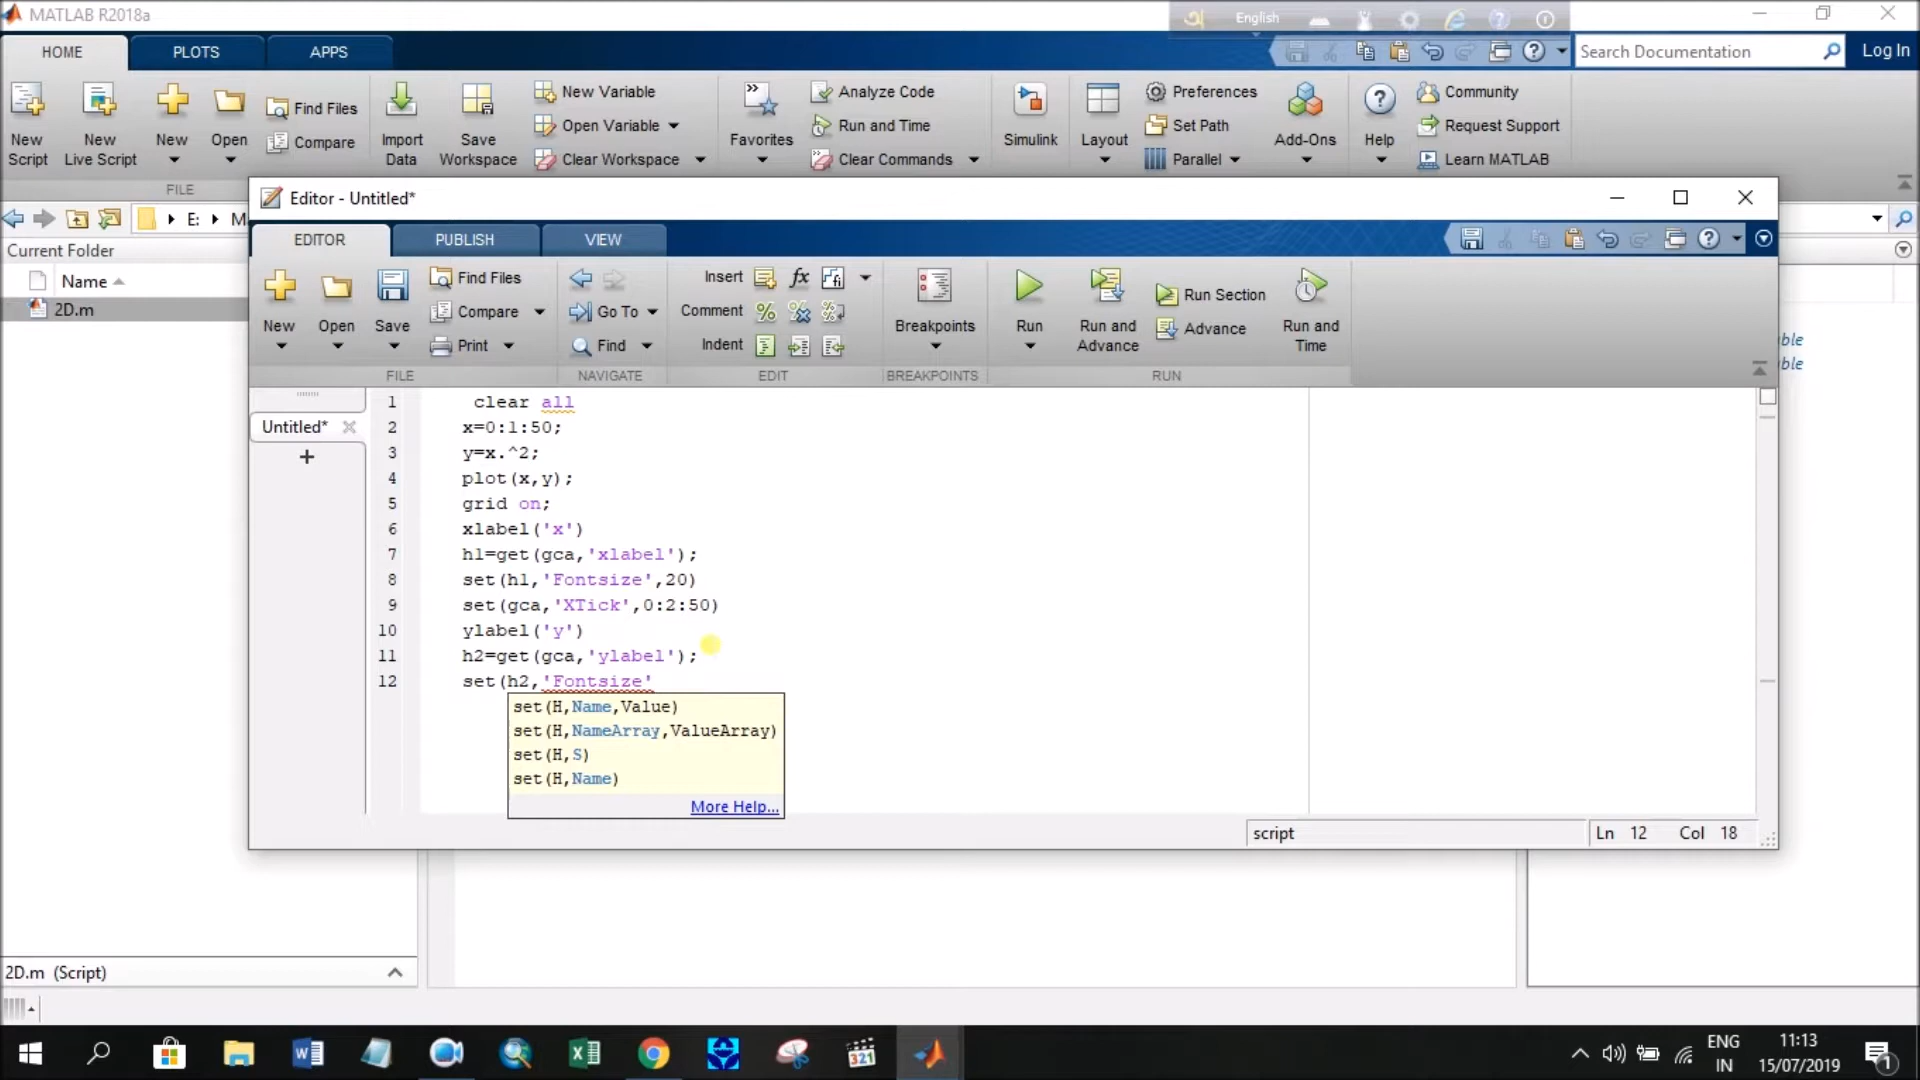 MATLAB R2018a
English
HOME
PLOTS
APPS
Search Documentation
Log In
New Script
New Live Script
New
Open
Find Files
Compare
Import Data
Save Workspace
New Variable
Open Variable
Clear Workspace
Favorites
Analyze Code
Run and Time
Clear Commands
Simulink
Layout
Preferences
Set Path
Parallel
Add-Ons
Help
Community
Request Support
Learn MATLAB
FILE
E:
M
Current Folder
Name
2D.m
Editor - Untitled*
EDITOR
PUBLISH
VIEW
New
Open
Save
Find Files
Compare
Print
Go To
Find
Insert
fx
Comment
Indent
Breakpoints
Run
Run and Advance
Run Section
Advance
Run and Time
FILE
NAVIGATE
EDIT
BREAKPOINTS
RUN
Untitled*
1 clear all
2 x=0:1:50;
3 y=x.^2;
4 plot(x,y);
5 grid on;
6 xlabel('x')
7 h1=get(gca,'xlabel');
8 set(h1,'Fontsize',20)
9 set(gca,'XTick',0:2:50)
10 ylabel('y')
11 h2=get(gca,'ylabel');
12 set(h2,'Fontsize'
set(H,Name,Value)
set(H,NameArray,ValueArray)
set(H,S)
set(H,Name)
More Help...
ble
ble
script
Ln 12 Col 18
2D.m (Script)
ENG
IN
11:13
15/07/2019
1
321